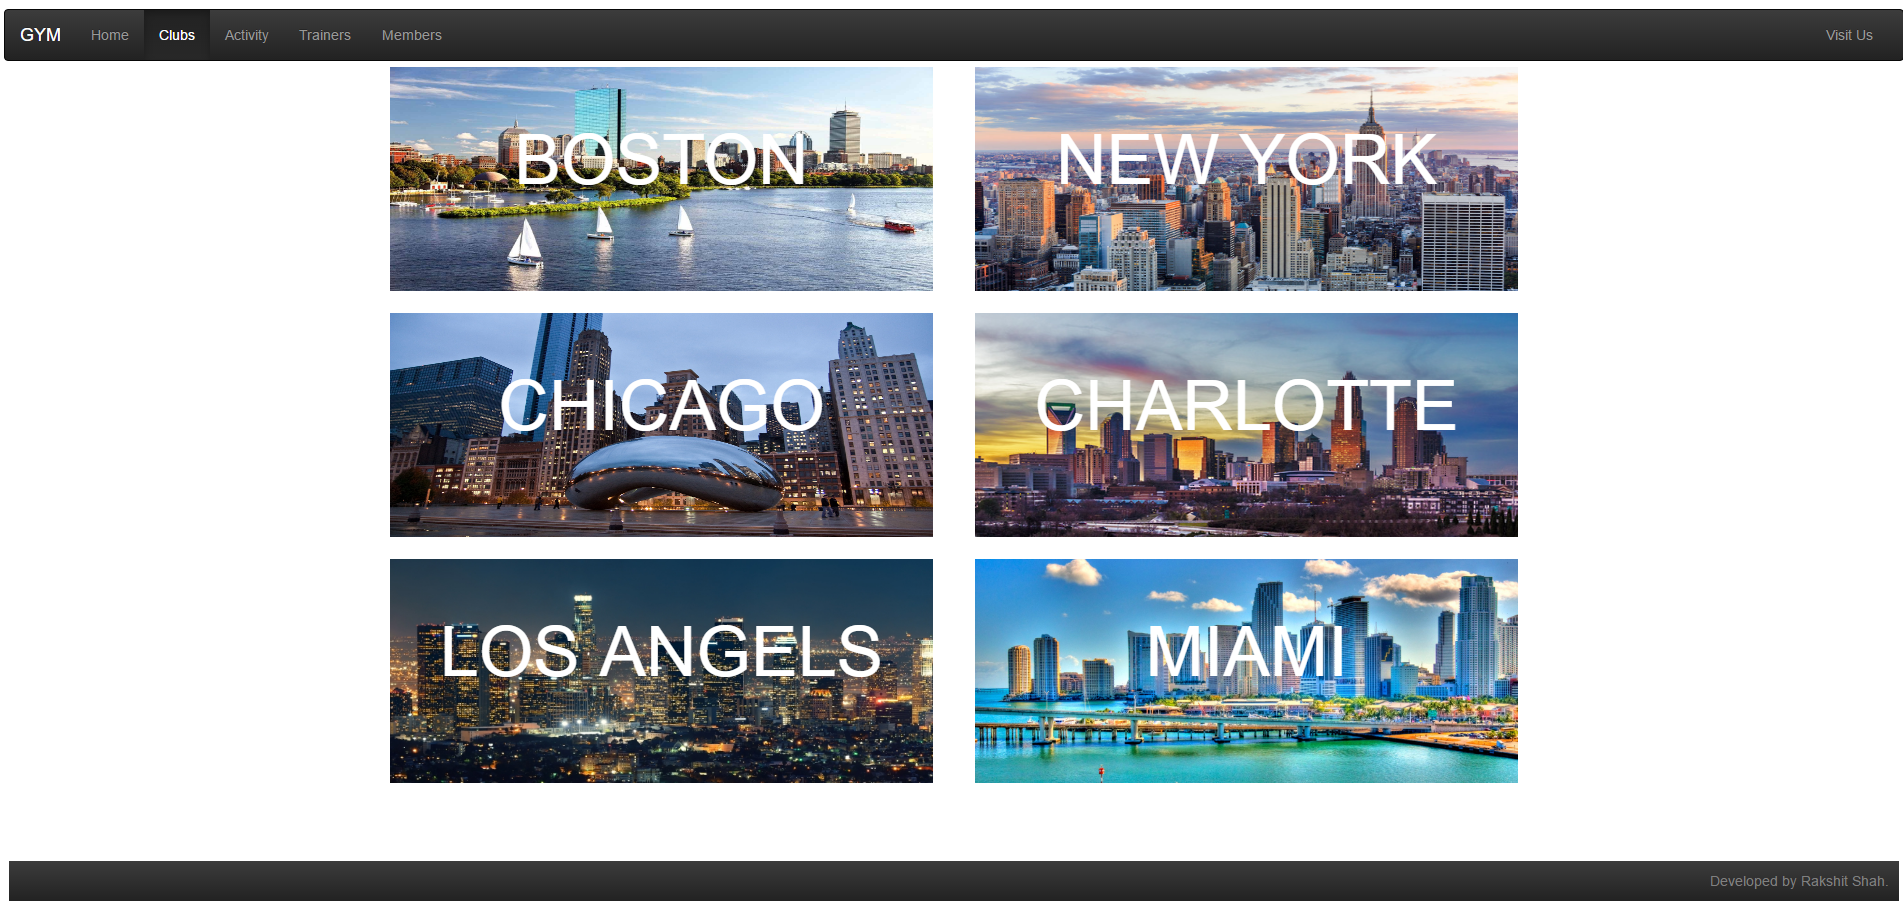 GYM Home Clubs Activity Trainers Members Visit Us
BOSTON
NEW YORK
CHICAGO
CHARLOTTE
LOS ANGELS
MIAMI
Developed by Rakshit Shah.